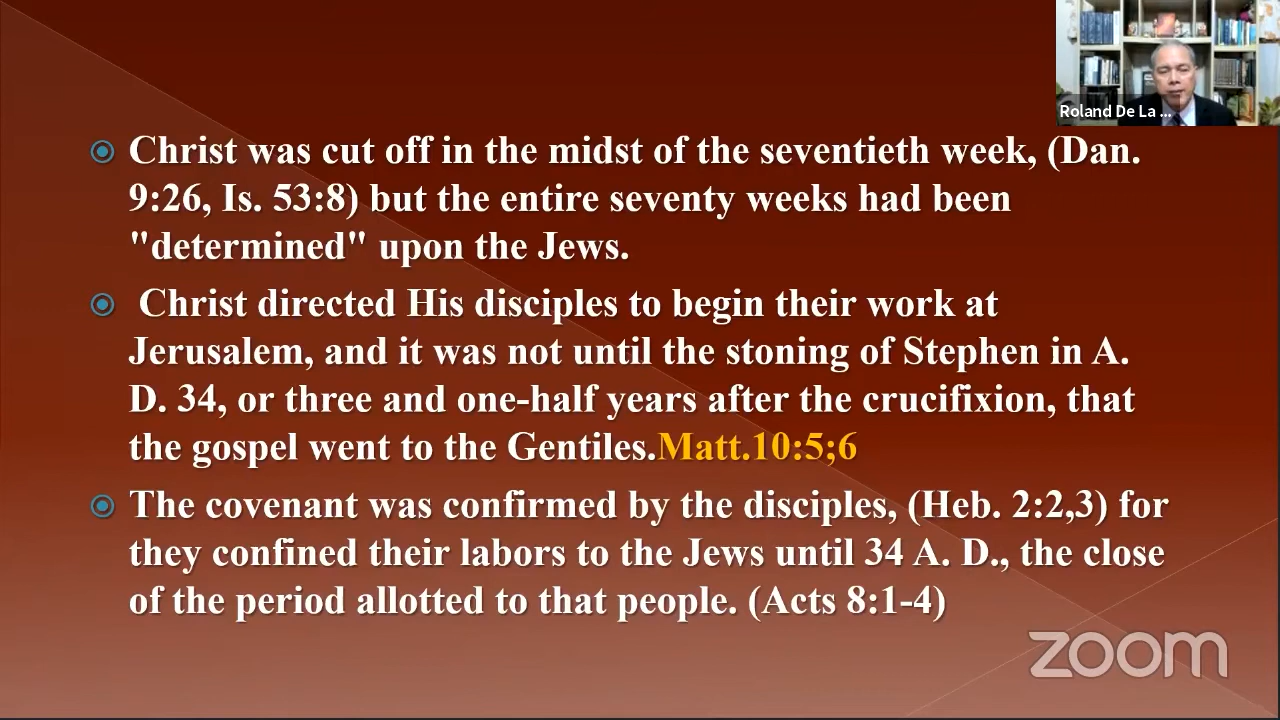 Roland De La ...
Christ was cut off in the midst of the seventieth week, (Dan.
9:26, Is. 53:8) but the entire seventy weeks had been
"determined" upon the Jews.
Christ directed His disciples to begin their work at
Jerusalem, and it was not until the stoning of Stephen in A.
D. 34, or three and one-half years after the crucifixion, that
the gospel went to the Gentiles.Matt.10:5;6
The covenant was confirmed by the disciples, (Heb. 2:2,3) for
they confined their labors to the Jews until 34 A. D., the close
of the period allotted to that people. (Acts 8:1-4)
zoom